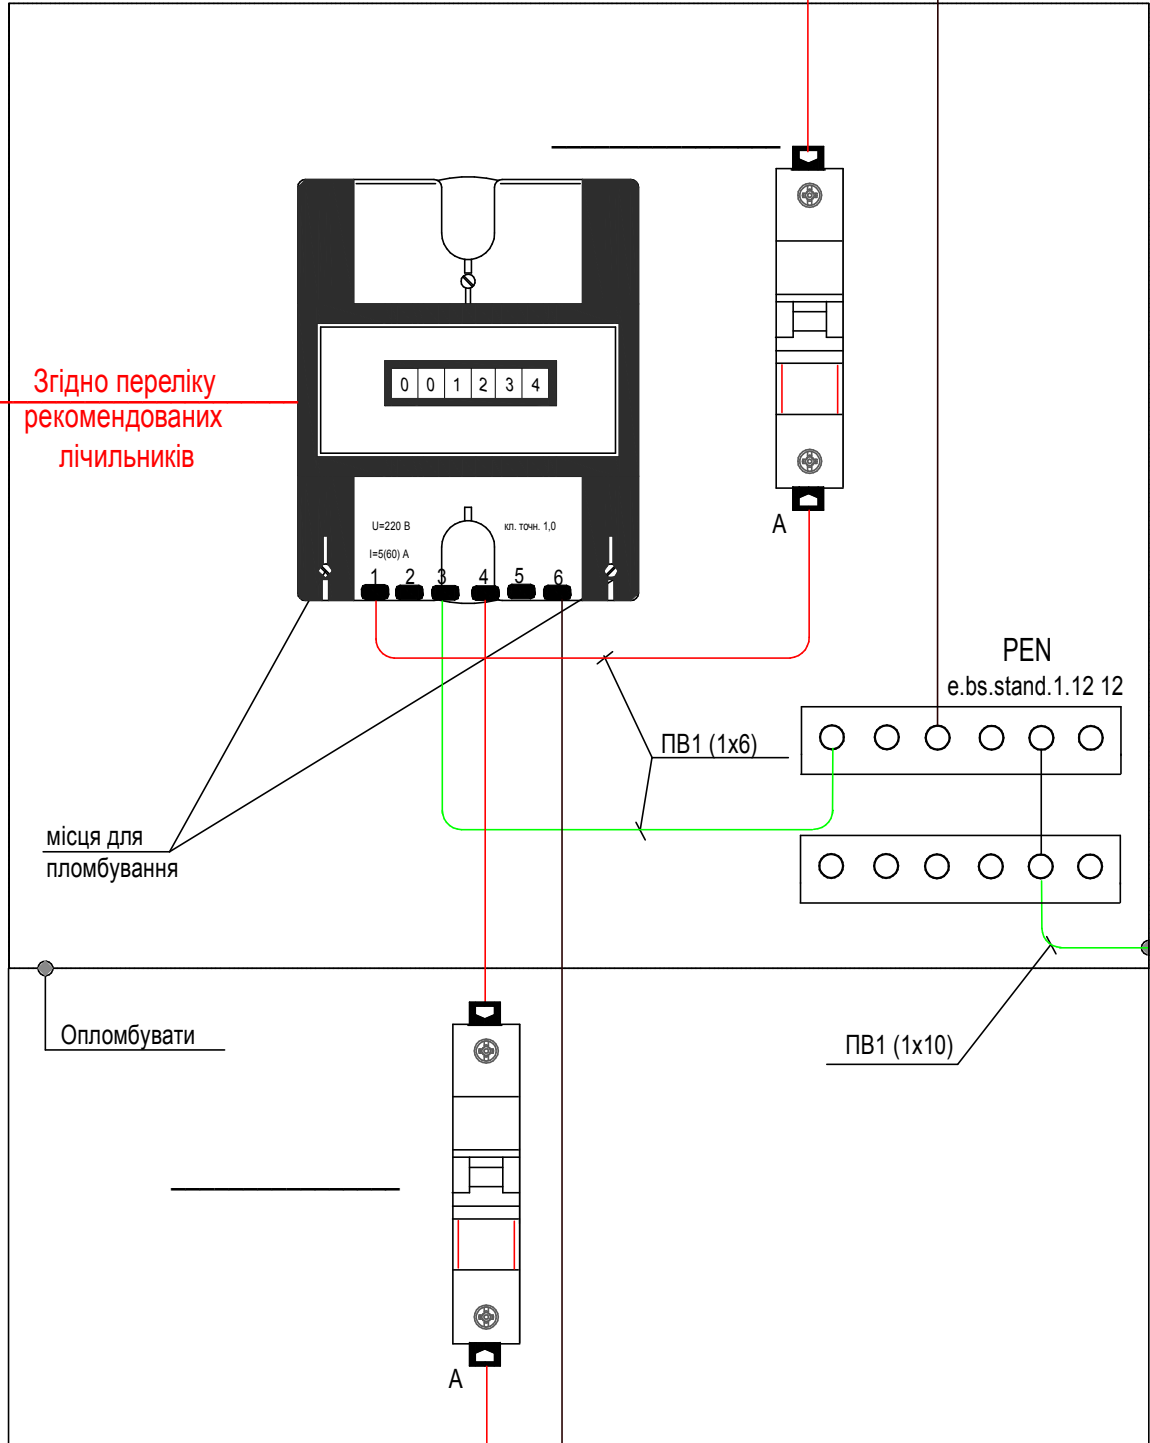 Згідно переліку
рекомендованих
лічильників
0 0 1 2 3 4
U=220 В
кл. точн. 1,0
I=5(60) А
1 2 3 4 5 6
А
PEN
e.bs.stand.1.12 12
ПВ1 (1х6)
місця для
пломбування
Опломбувати
ПВ1 (1х10)
А